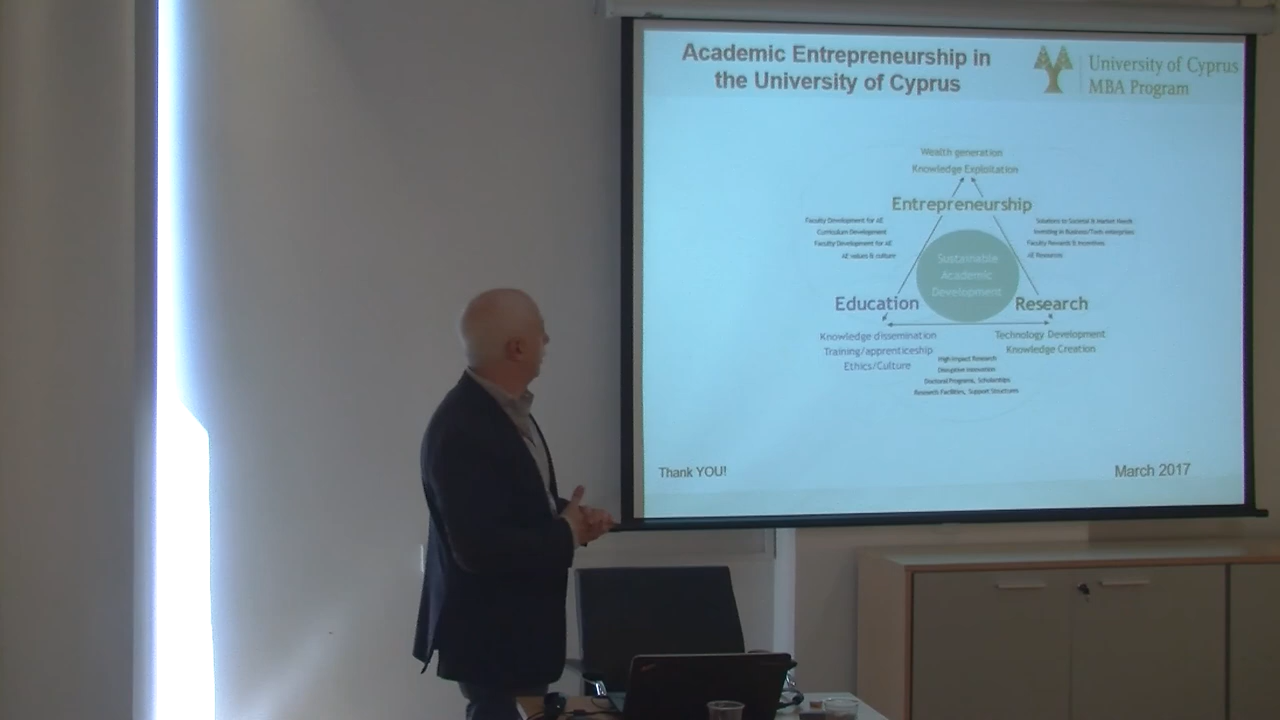 Academic Entrepreneurship in
the University of Cyprus
University of Cyprus
MBA Program
Wealth generation
Knowledge Exploitation
Entrepreneurship
Faculty Development for AE
Curriculum Development
Faculty Development for AE
AE values & culture
Solutions to Societal & Market Needs
Investing in Business/Tech enterprises
Faculty Rewards & Incentives
AE Resources
Sustainable
Academic
Development
Education
Research
Knowledge dissemination
Training/apprenticeship
Ethics/Culture
Technology Development
Knowledge Creation
High Impact Research
Disruptive Innovation
Doctoral Programs, Scholarships
Research Facilities, Support Structures
Thank YOU!
March 2017